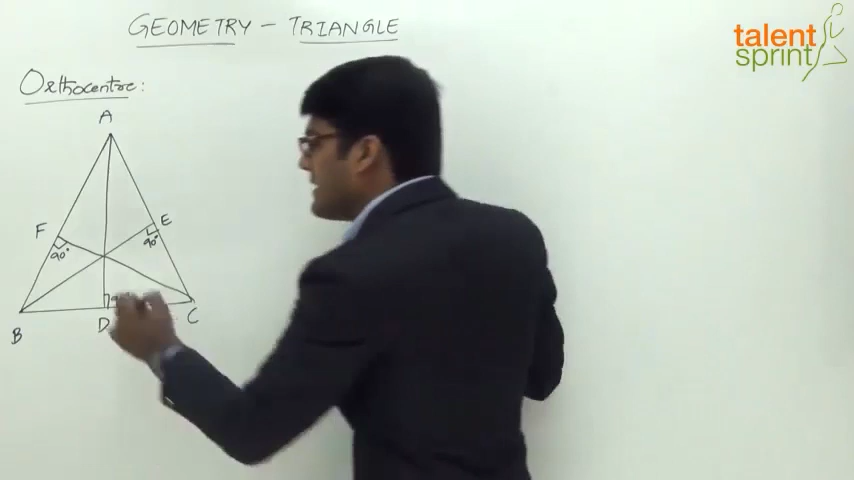 GEOMETRY – TRIANGLE
talent
sprint
Orthocentre:
A
F
E
90°
90°
B
D
C